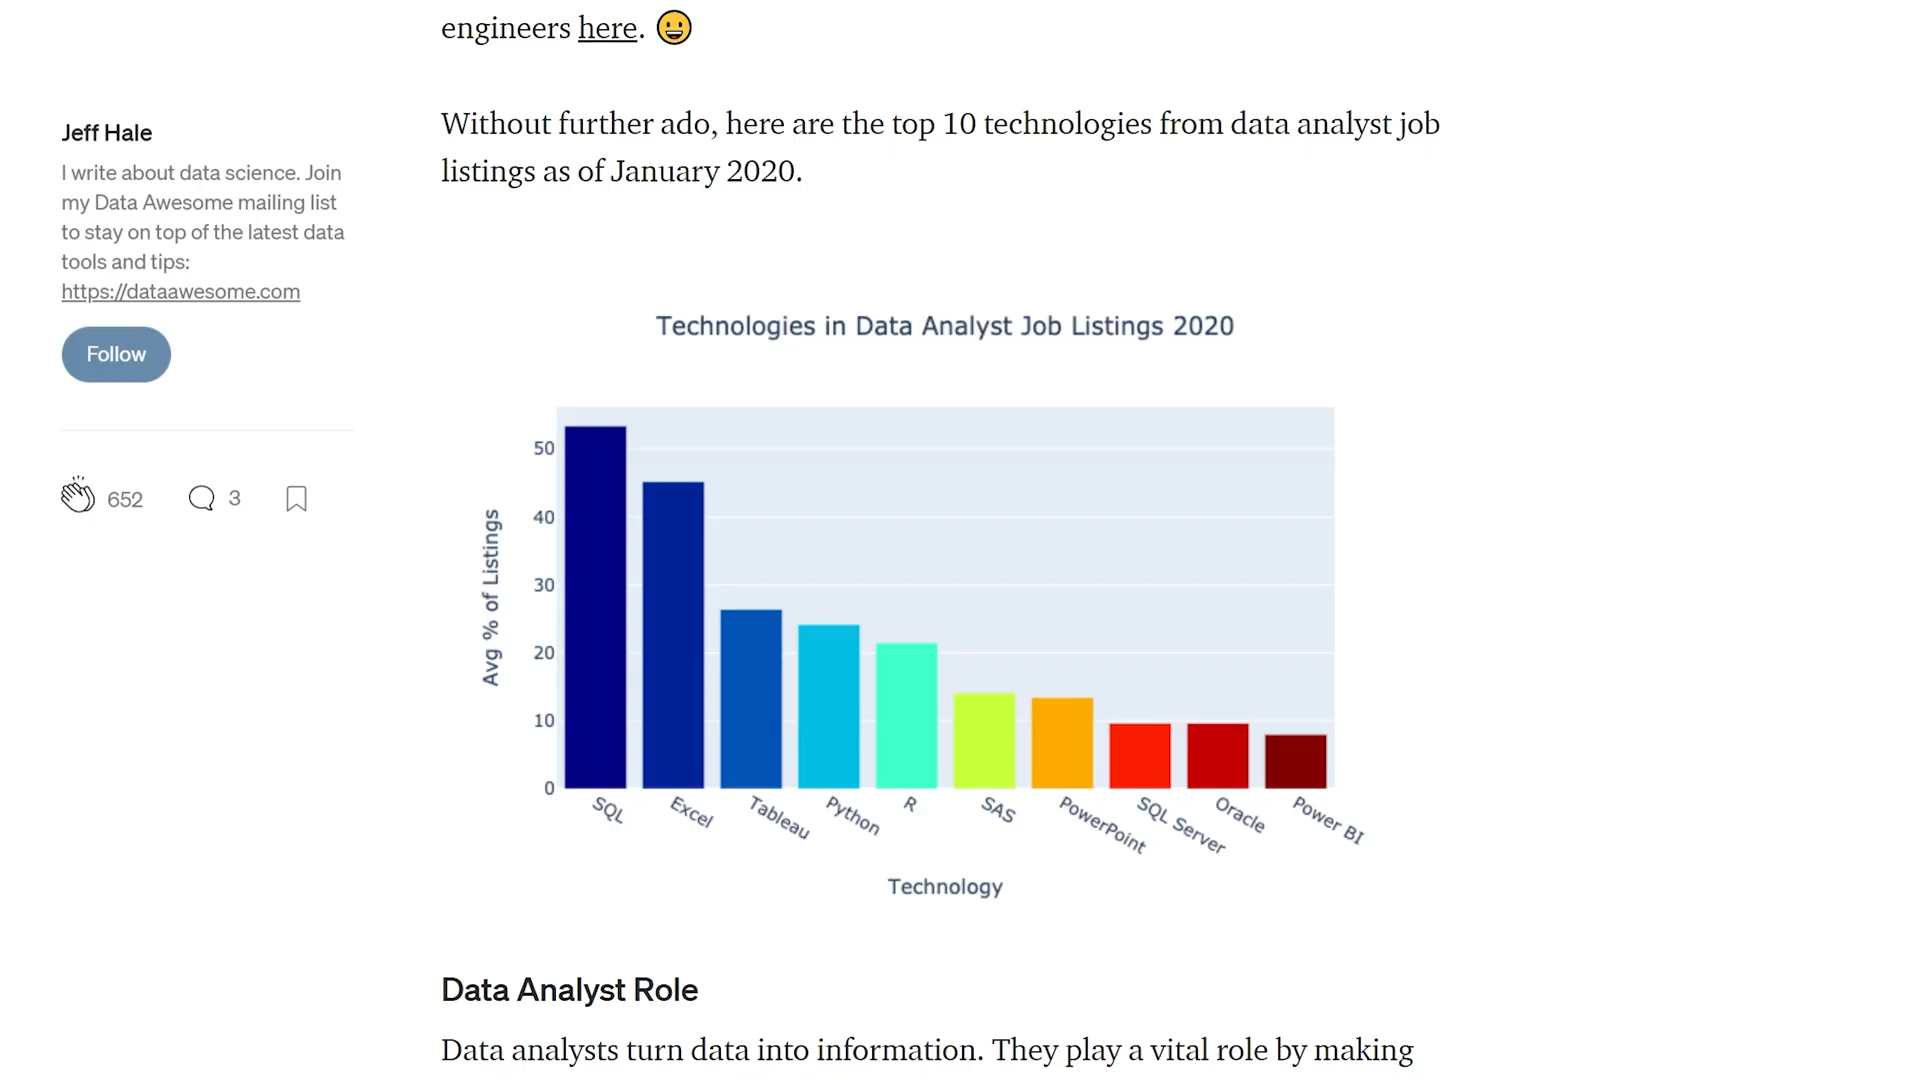 engineers here. 😀
Jeff Hale
I write about data science. Join
my Data Awesome mailing list
to stay on top of the latest data
tools and tips:
https://dataawesome.com
Follow
652
3
Without further ado, here are the top 10 technologies from data analyst job
listings as of January 2020.
Technologies in Data Analyst Job Listings 2020
Avg % of Listings
50
40
30
20
10
0
SQL
Excel
Tableau
Python
R
SAS
PowerPoint
SQL Server
Oracle
Power BI
Technology
Data Analyst Role
Data analysts turn data into information. They play a vital role by making